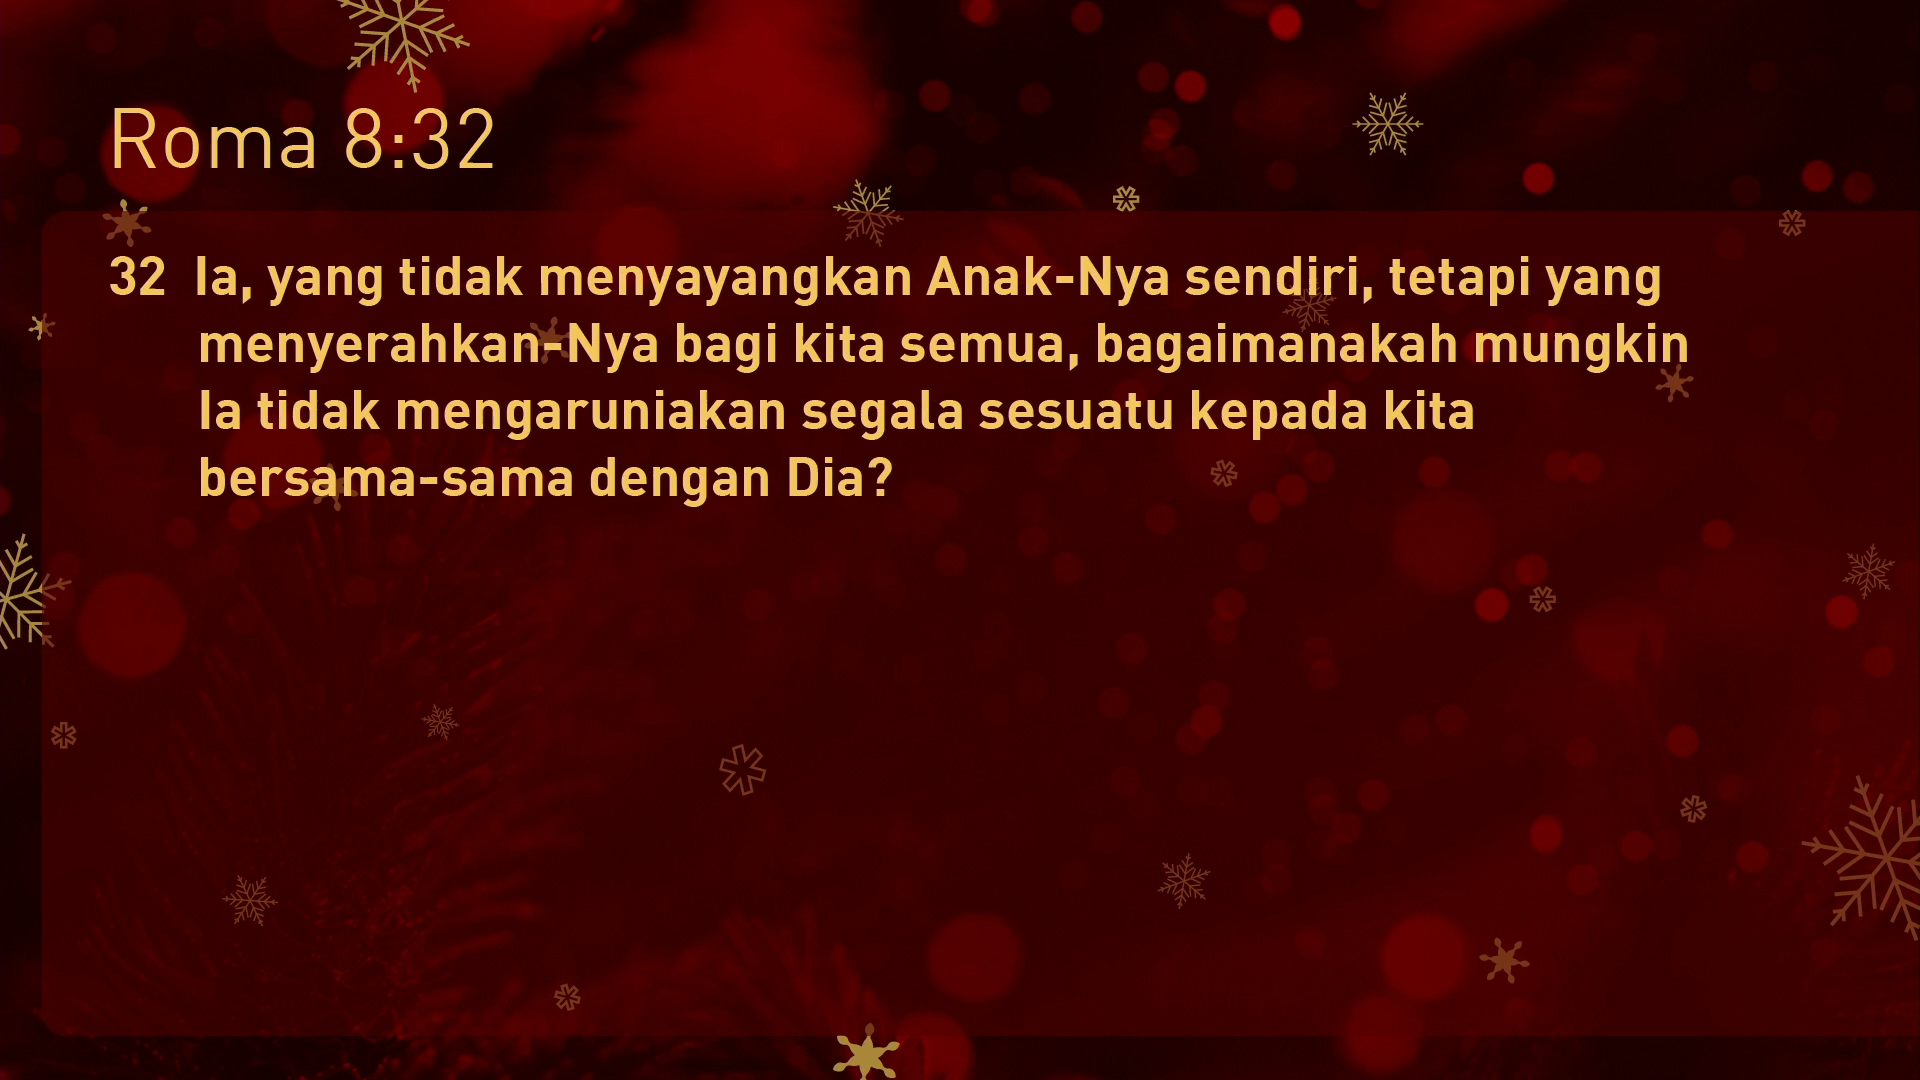 Roma 8:32
32 Ia, yang tidak menyayangkan Anak-Nya sendiri, tetapi yang
menyerahkan-Nya bagi kita semua, bagaimanakah mungkin
Ia tidak mengaruniakan segala sesuatu kepada kita
bersama-sama dengan Dia?